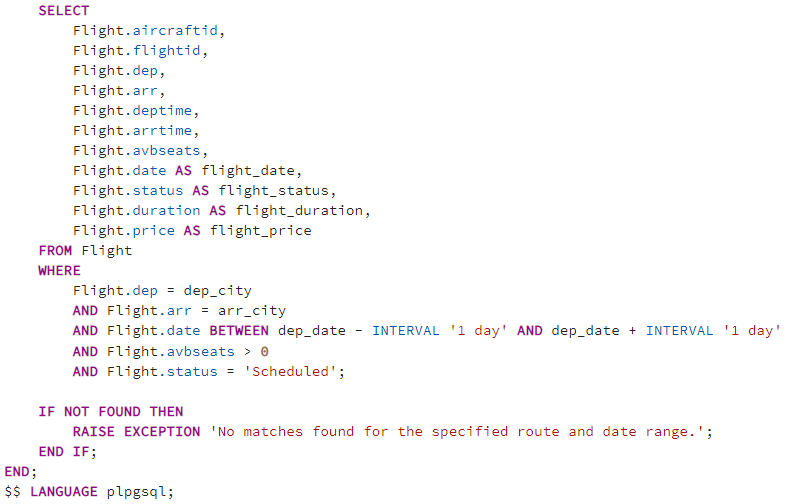 SELECT
Flight.aircraftid,
Flight.flightid,
Flight.dep,
Flight.arr,
Flight.deptime,
Flight.arrtime,
Flight.avbseats,
Flight.date AS flight_date,
Flight.status AS flight_status,
Flight.duration AS flight_duration,
Flight.price AS flight_price
FROM Flight
WHERE
Flight.dep = dep_city
AND Flight.arr = arr_city
AND Flight.date BETWEEN dep_date - INTERVAL '1 day' AND dep_date + INTERVAL '1 day'
AND Flight.avbseats > 0
AND Flight.status = 'Scheduled';
IF NOT FOUND THEN
RAISE EXCEPTION 'No matches found for the specified route and date range.';
END IF;
END;
$$ LANGUAGE plpgsql;